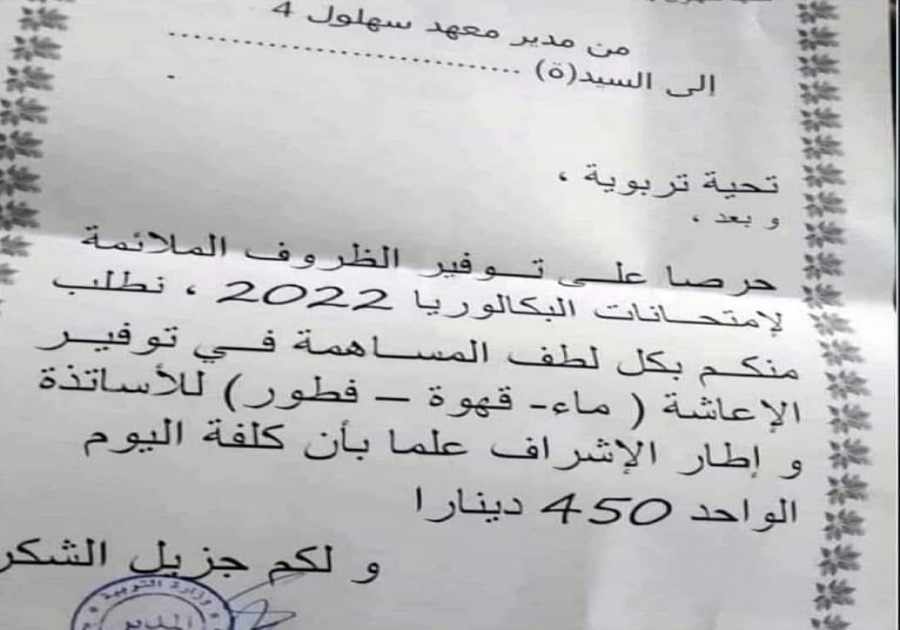 من مدير معهد سهلول 4
الى السيد(ة) ......................................
تحية تربوية ،
و بعد ،
حرصا على توفير الظروف الملائمة
لإمتحانات البكالوريا 2022 ، نطلب
منكم بكل لطف المساهمة في توفير
الإعاشة ( ماء- قهوة – فطور) للأساتذة
و إطار الإشراف علما بأن كلفة اليوم
الواحد 450 دينارا
و لكم جزيل الشكر
وزارة التربية
المدير